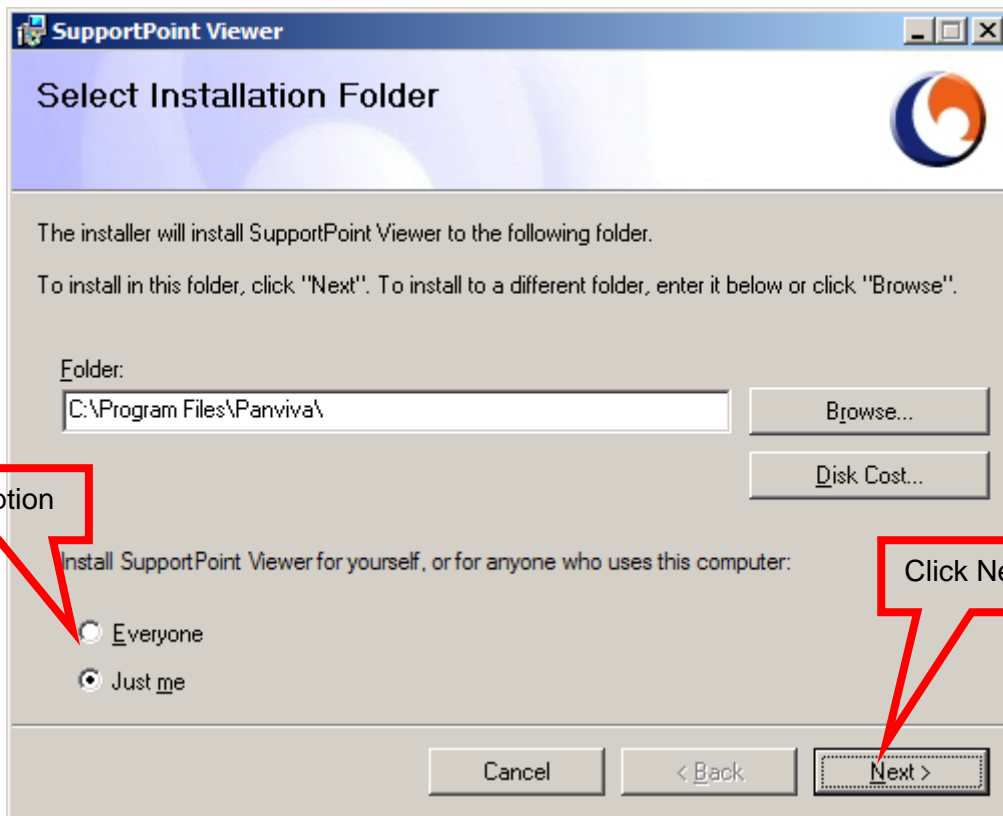 SupportPoint Viewer
Select Installation Folder
The installer will install SupportPoint Viewer to the following folder.
To install in this folder, click "Next". To install to a different folder, enter it below or click "Browse".
Folder:
C:\Program Files\Panviva\
Browse...
Disk Cost...
Install SupportPoint Viewer for yourself, or for anyone who uses this computer:
Click
Everyone
Just me
Cancel
< Back
Next >